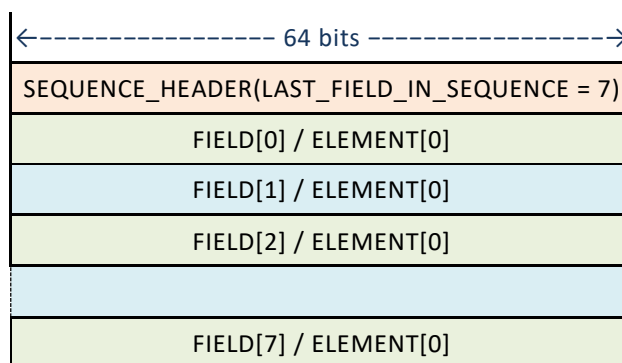 ←----------------- 64 bits -----------------→
SEQUENCE_HEADER(LAST_FIELD_IN_SEQUENCE = 7)
FIELD[0] / ELEMENT[0]
FIELD[1] / ELEMENT[0]
FIELD[2] / ELEMENT[0]
FIELD[7] / ELEMENT[0]